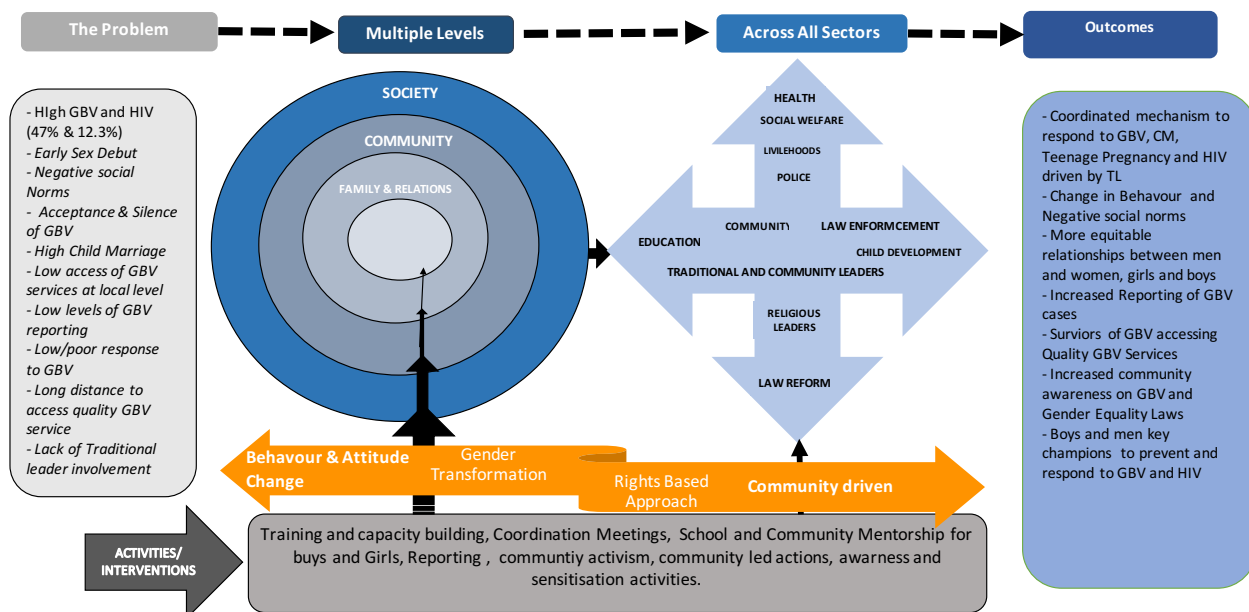 The Problem
Multiple Levels
Across All Sectors
Outcomes
- HIgh GBV and HIV
(47% & 12.3%)
- Early Sex Debut
- Negative social
Norms
- Acceptance & Silence
of GBV
- High Child Marriage
- Low access of GBV
services at local level
- Low levels of GBV
reporting
- Low/poor response
to GBV
- Long distance to
access quality GBV
service
- Lack of Traditional
leader involvement
SOCIETY
COMMUNITY
FAMILY & RELATIONS
HEALTH
SOCIAL WELFARE
LIVLEHOODS
POLICE
COMMUNITY
LAW ENFORMCEMENT
EDUCATION
CHILD DEVELOPMENT
TRADITIONAL AND COMMUNITY LEADERS
RELIGIOUS
LEADERS
LAW REFORM
- Coordinated mechanism to
respond to GBV, CM,
Teenage Pregnancy and HIV
driven by TL
- Change in Behavour and
Negative social norms
- More equitable
relationships between men
and women, girls and boys
- Increased Reporting of GBV
cases
- Surviors of GBV accessing
Quality GBV Services
- Increased community
awareness on GBV and
Gender Equality Laws
- Boys and men key
champions to prevent and
respond to GBV and HIV
Behavour & Attitude
Change
Gender
Transformation
Rights Based
Approach
Community driven
ACTIVITIES/
INTERVENTIONS
Training and capacity building, Coordination Meetings, School and Community Mentorship for
buys and Girls, Reporting , communtiy activism, community led actions, awarness and
sensitisation activities.